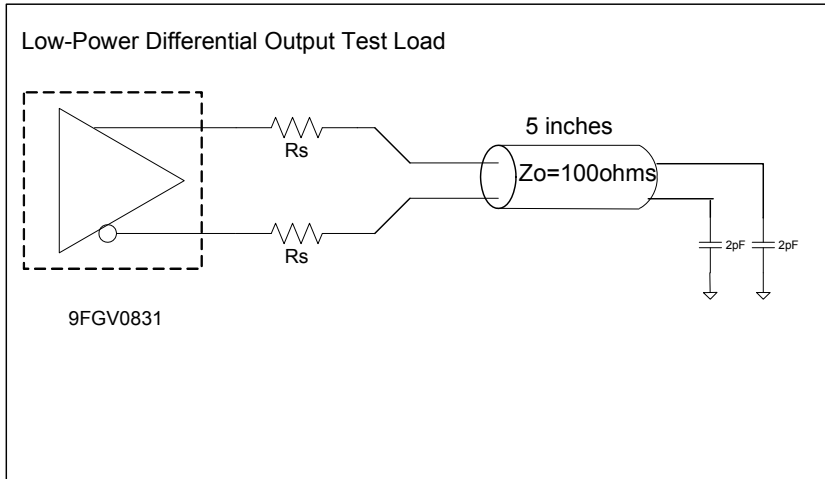 Low-Power Differential Output Test Load
Rs
5 inches
Zo=100ohms
Rs
2pF
2pF
9FGV0831